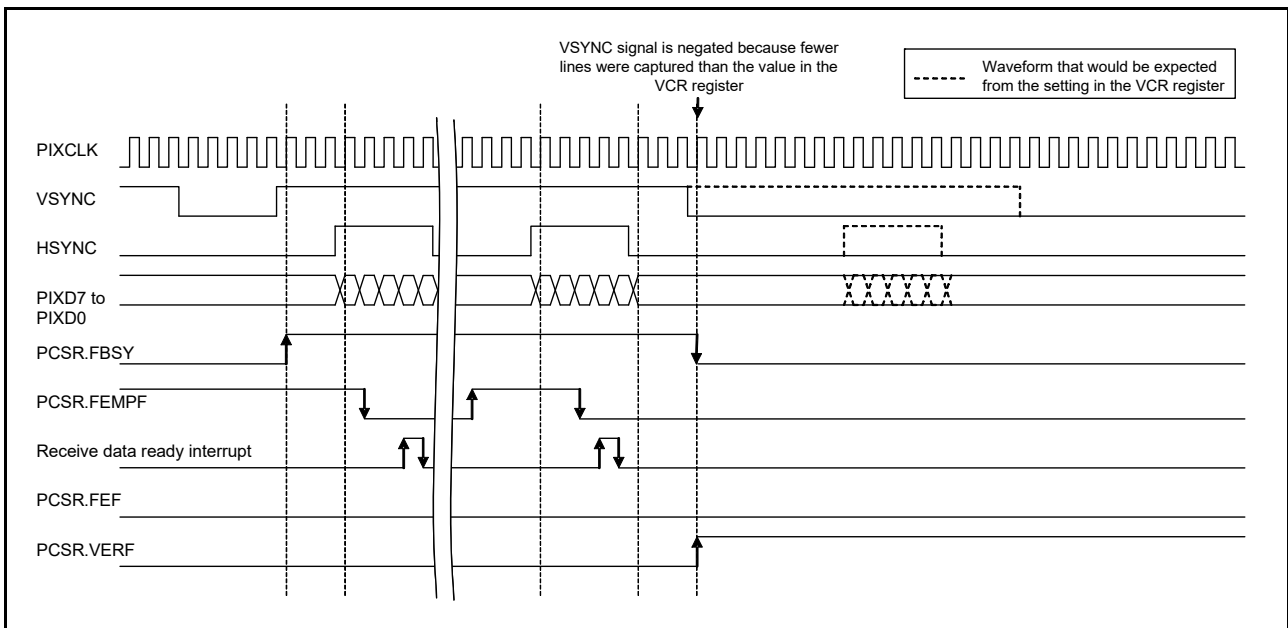 VSYNC signal is negated because fewer
lines were captured than the value in the
VCR register
Waveform that would be expected
from the setting in the VCR register
PIXCLK
VSYNC
HSYNC
PIXD7 to
PIXD0
PCSR.FBSY
PCSR.FEMPF
Receive data ready interrupt
PCSR.FEF
PCSR.VERF